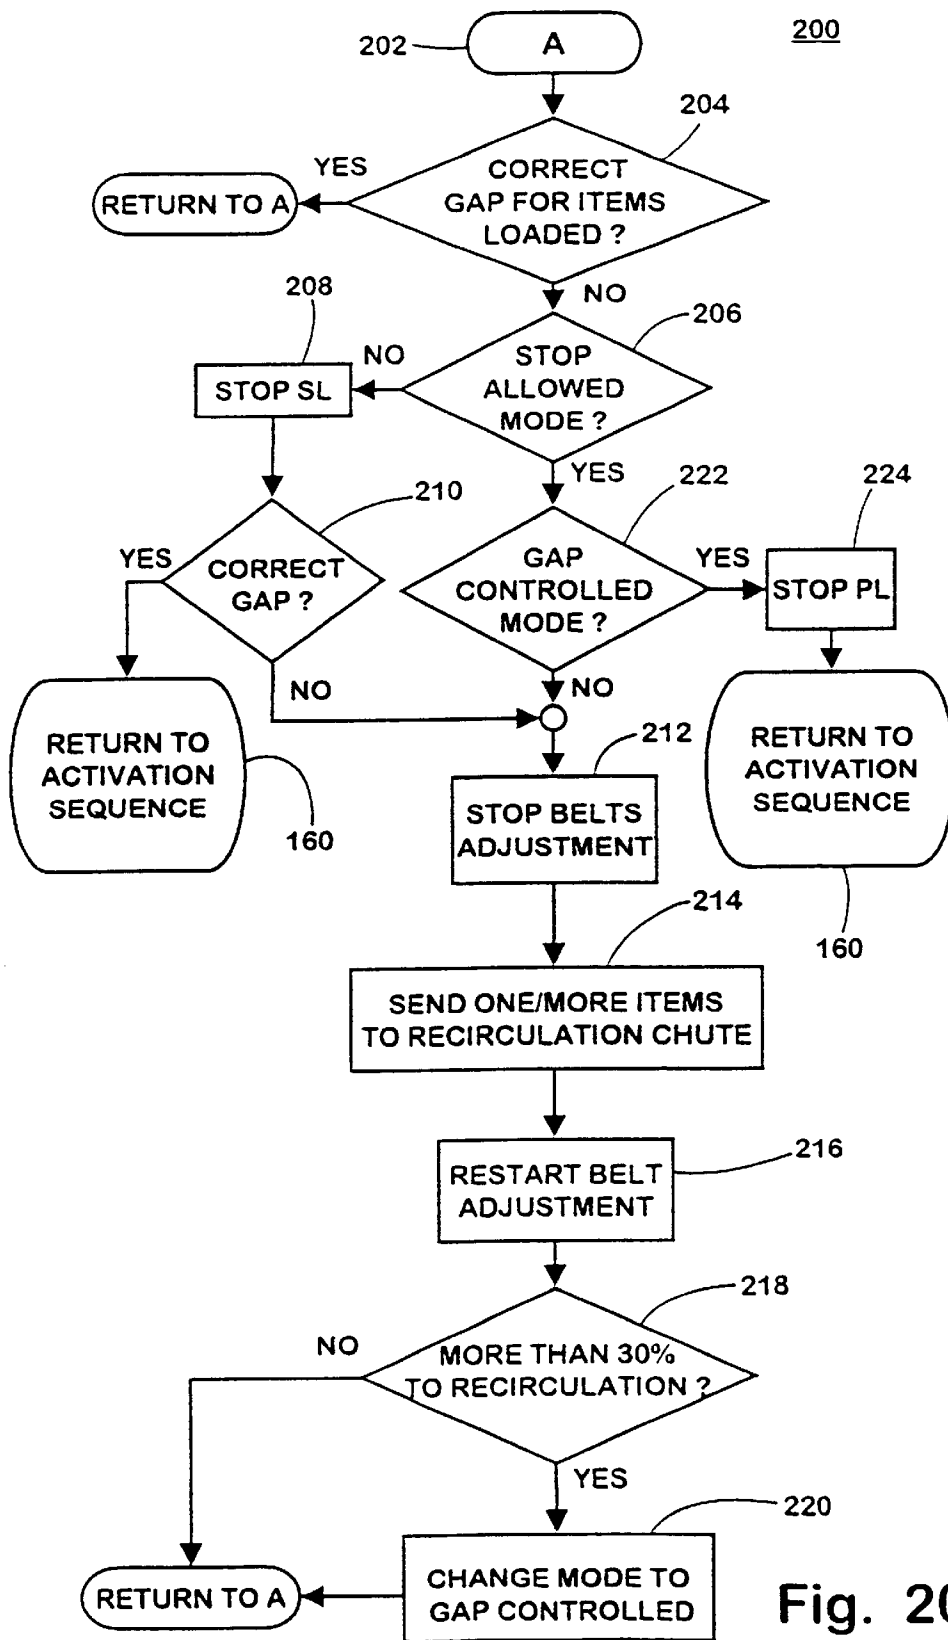 200
202
A
204
CORRECT
GAP FOR ITEMS
LOADED ?
YES
RETURN TO A
NO
206
STOP
ALLOWED
MODE ?
NO
208
STOP SL
YES
210
CORRECT
GAP ?
YES
NO
222
GAP
CONTROLLED
MODE ?
YES
224
STOP PL
NO
RETURN TO
ACTIVATION
SEQUENCE
160
RETURN TO
ACTIVATION
SEQUENCE
160
212
STOP BELTS
ADJUSTMENT
214
SEND ONE/MORE ITEMS
TO RECIRCULATION CHUTE
216
RESTART BELT
ADJUSTMENT
218
MORE THAN 30%
TO RECIRCULATION ?
NO
YES
220
CHANGE MODE TO
GAP CONTROLLED
RETURN TO A
Fig. 20